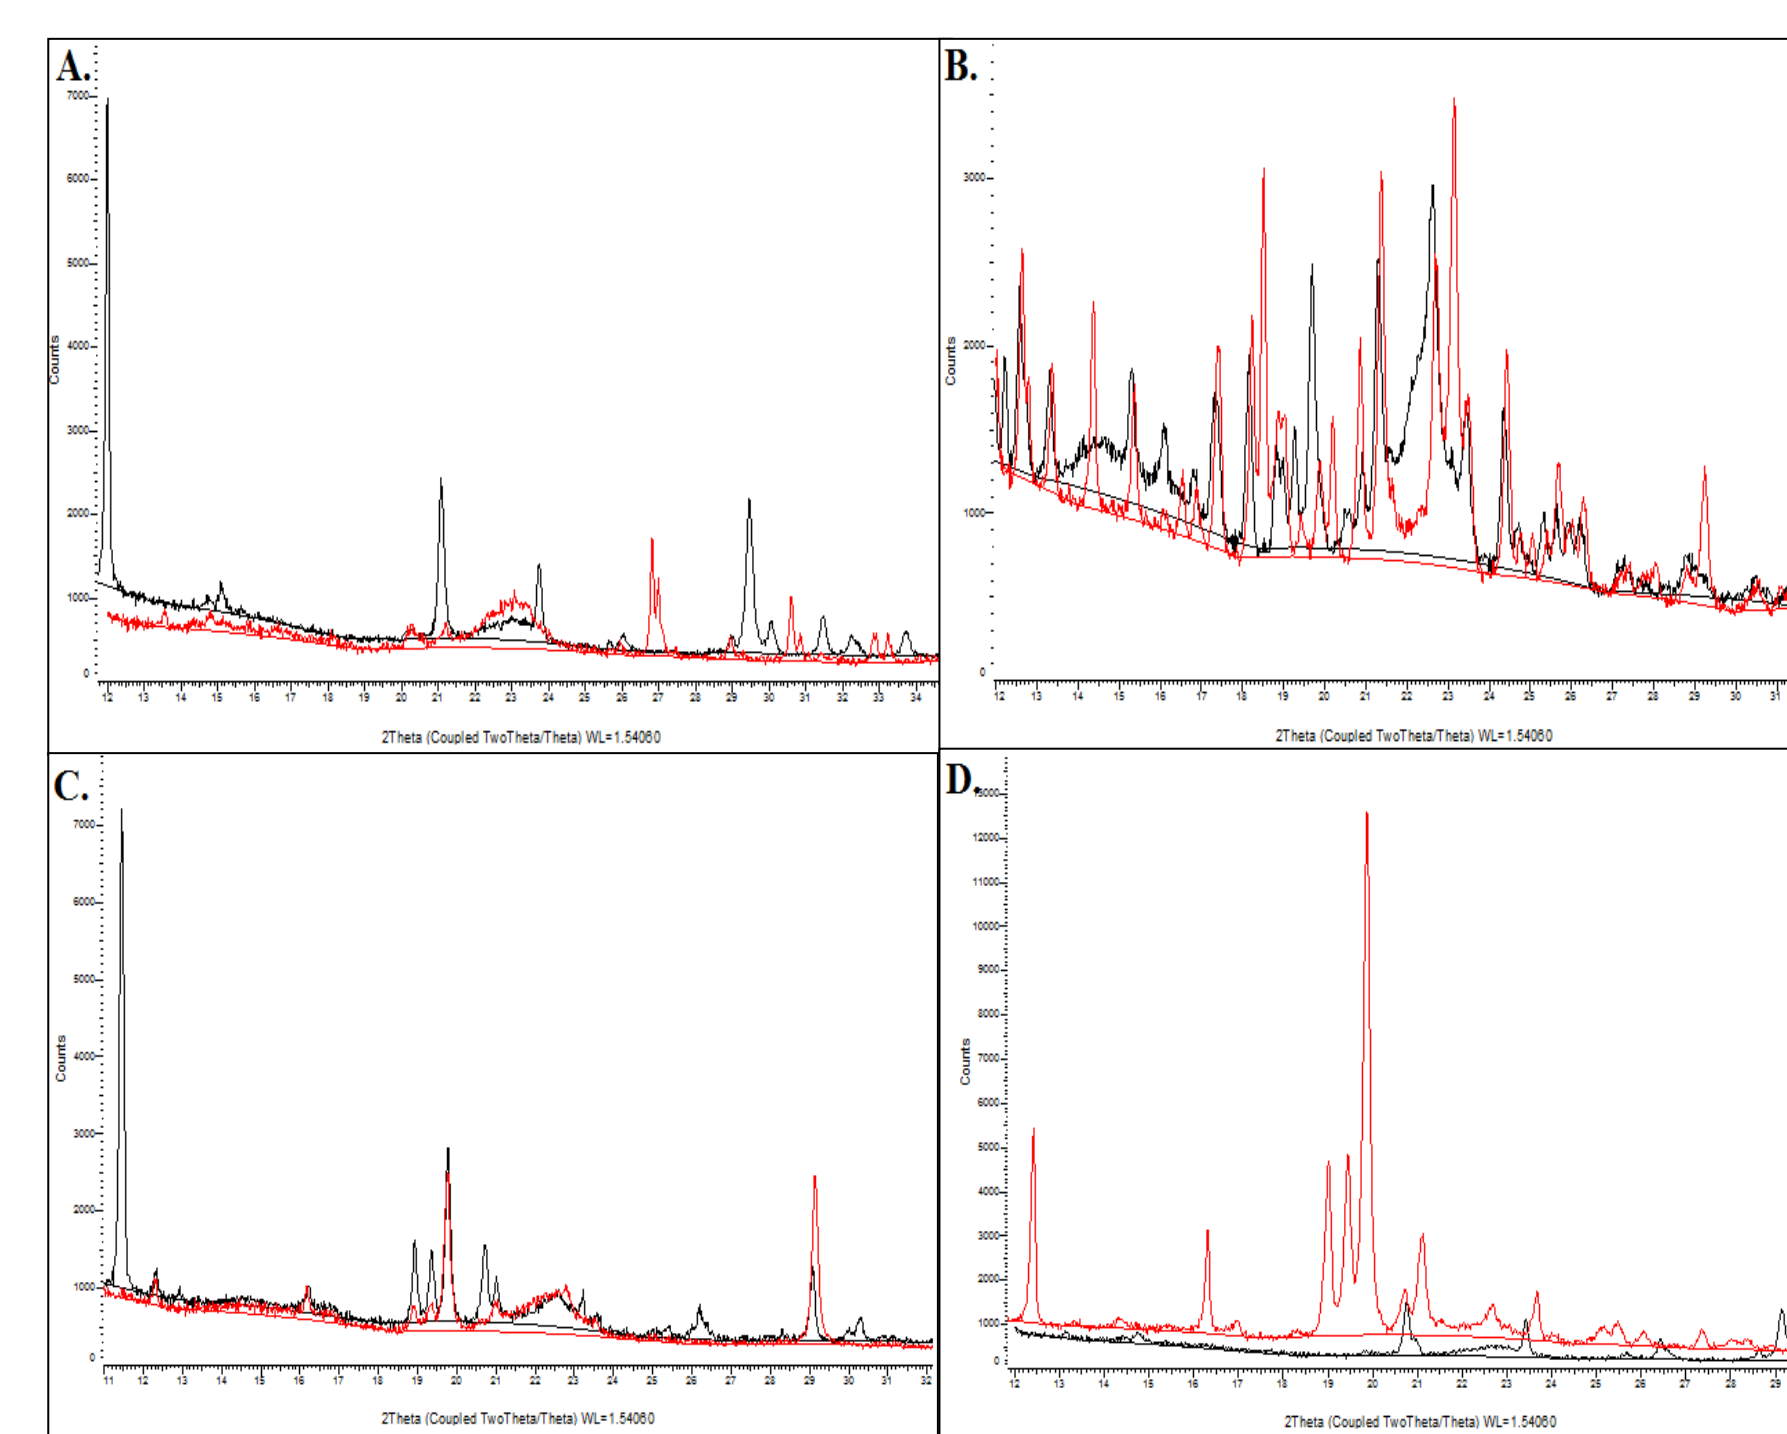 A.
7000
6000
5000
4000
3000
2000
1000
0
Counts
12 13 14 15 16 17 18 19 20 21 22 23 24 25 26 27 28 29 30 31 32 33 34
2Theta (Coupled TwoTheta/Theta) WL=1.54060
B.
3000
2000
1000
0
Counts
12 13 14 15 16 17 18 19 20 21 22 23 24 25 26 27 28 29 30 31
2Theta (Coupled TwoTheta/Theta) WL=1.54060
C.
7000
6000
5000
4000
3000
2000
1000
0
Counts
11 12 13 14 15 16 17 18 19 20 21 22 23 24 25 26 27 28 29 30 31 32
2Theta (Coupled TwoTheta/Theta) WL=1.54060
D.
13000
12000
11000
10000
9000
8000
7000
6000
5000
4000
3000
2000
1000
0
Counts
12 13 14 15 16 17 18 19 20 21 22 23 24 25 26 27 28 29
2Theta (Coupled TwoTheta/Theta) WL=1.54060